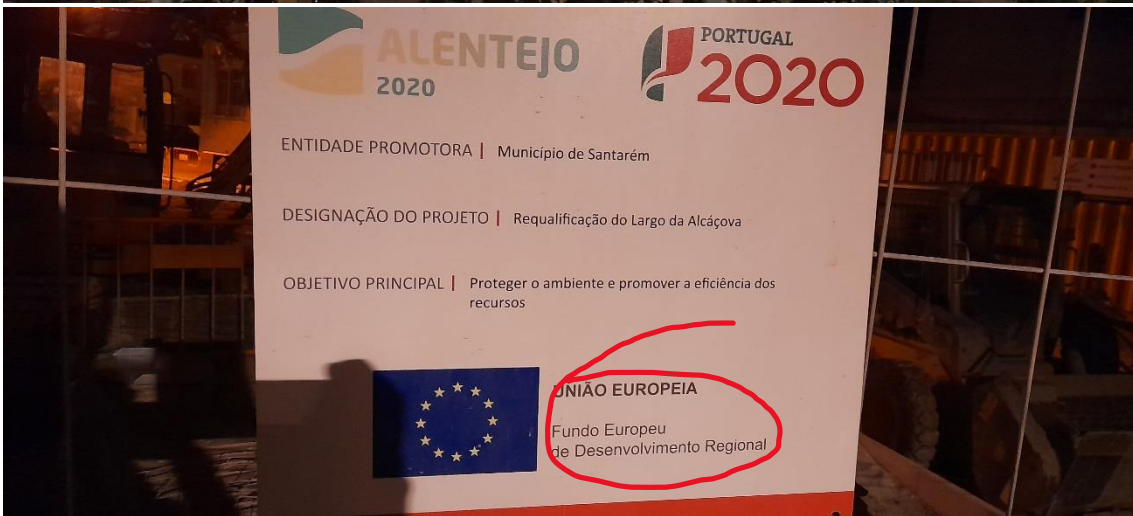 ALENTEJO
2020
PORTUGAL
2020
ENTIDADE PROMOTORA | Município de Santarém
DESIGNAÇÃO DO PROJETO | Requalificação do Largo da Alcáçova
OBJETIVO PRINCIPAL | Proteger o ambiente e promover a eficiência dos
recursos
UNIÃO EUROPEIA
Fundo Europeu
de Desenvolvimento Regional